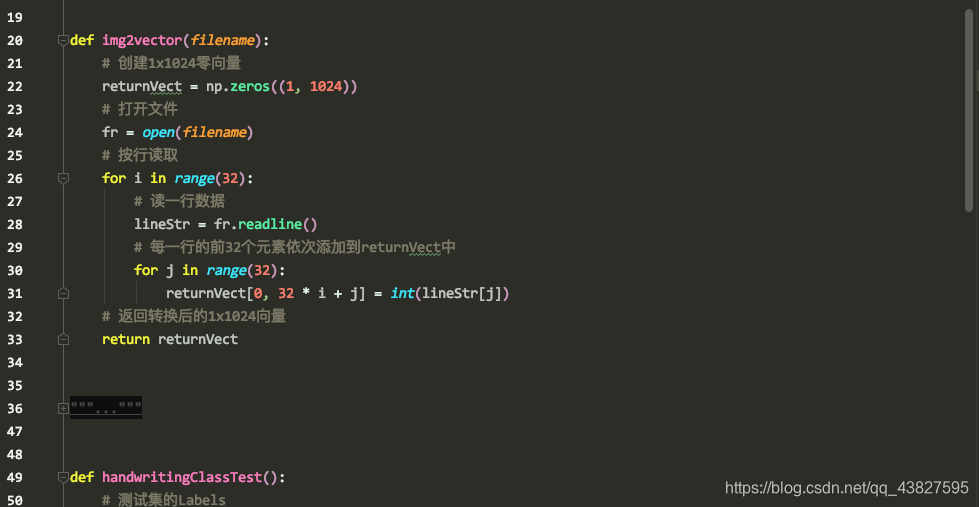 19
20 def img2vector(filename):
21 # 创建1x1024零向量
22 returnVect = np.zeros((1, 1024))
23 # 打开文件
24 fr = open(filename)
25 # 按行读取
26 for i in range(32):
27 # 读一行数据
28 lineStr = fr.readline()
29 # 每一行的前32个元素依次添加到returnVect中
30 for j in range(32):
31 returnVect[0, 32 * i + j] = int(lineStr[j])
32 # 返回转换后的1x1024向量
33 return returnVect
34
35
36 """..."""
47
48
49 def handwritingClassTest():
50 # 测试集的Labels
https://blog.csdn.net/qq_43827595